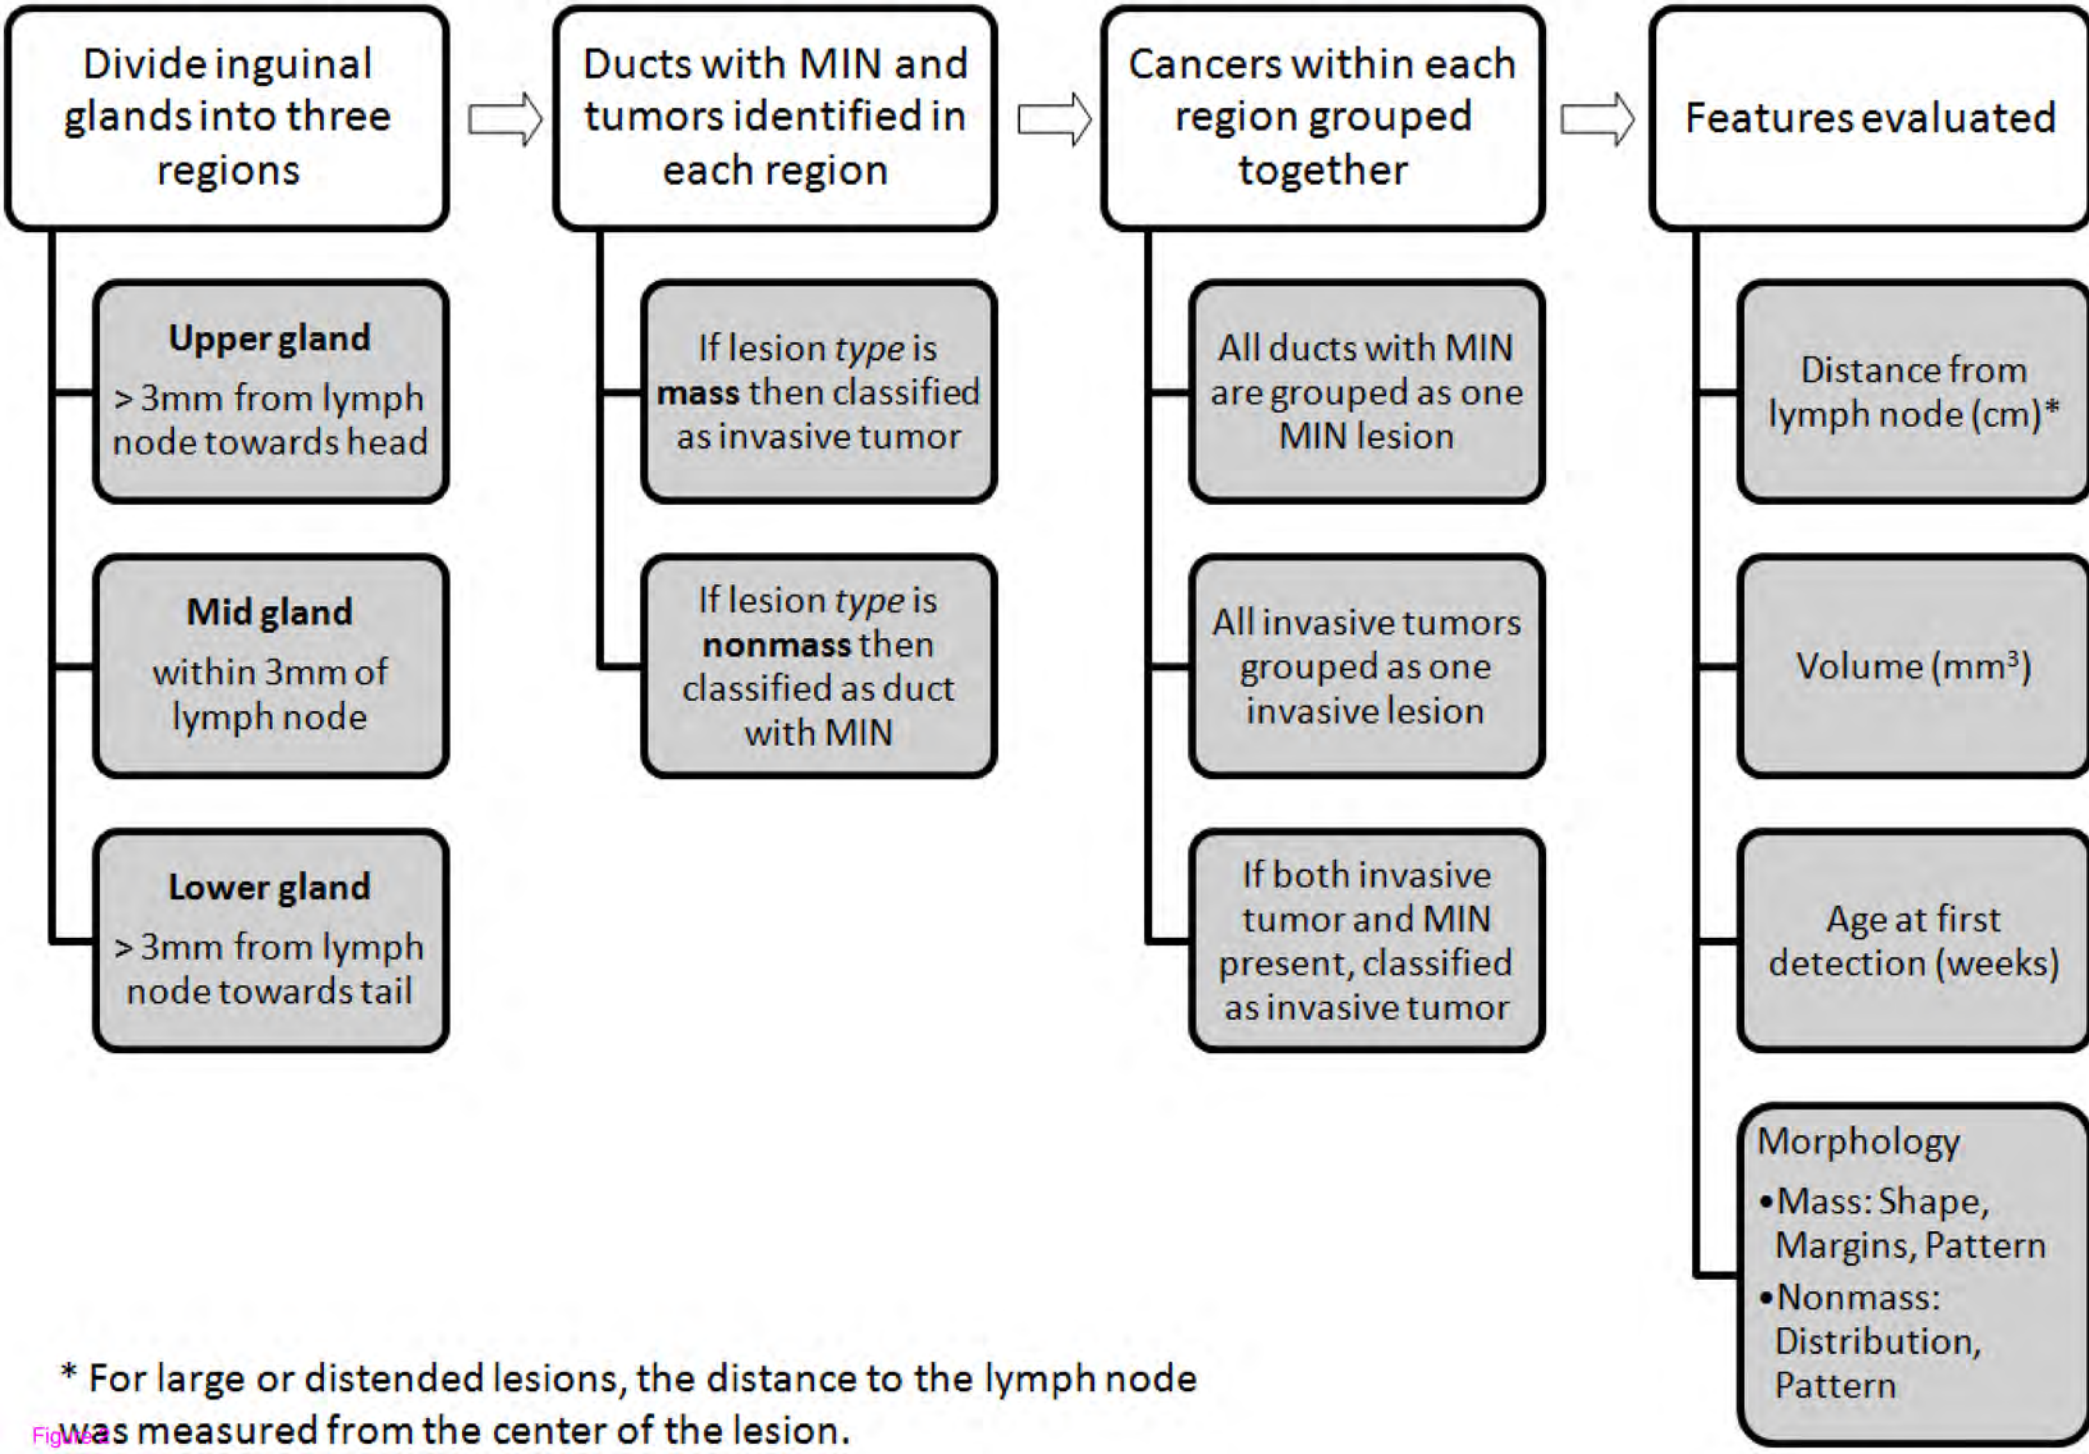 Divide inguinal
glands into three
regions
Upper gland
> 3mm from lymph
node towards head
Mid gland
within 3mm of
lymph node
Lower gland
> 3mm from lymph
node towards tail
Ducts with MIN and
tumors identified in
each region
If lesion type is
mass then classified
as invasive tumor
If lesion type is
nonmass then
classified as duct
with MIN
Cancers within each
region grouped
together
All ducts with MIN
are grouped as one
MIN lesion
All invasive tumors
grouped as one
invasive lesion
If both invasive
tumor and MIN
present, classified
as invasive tumor
Features evaluated
Distance from
lymph node (cm)*
Volume (mm³)
Age at first
detection (weeks)
Morphology
•Mass: Shape,
Margins, Pattern
•Nonmass:
Distribution,
Pattern
* For large or distended lesions, the distance to the lymph node
was measured from the center of the lesion.
Figure